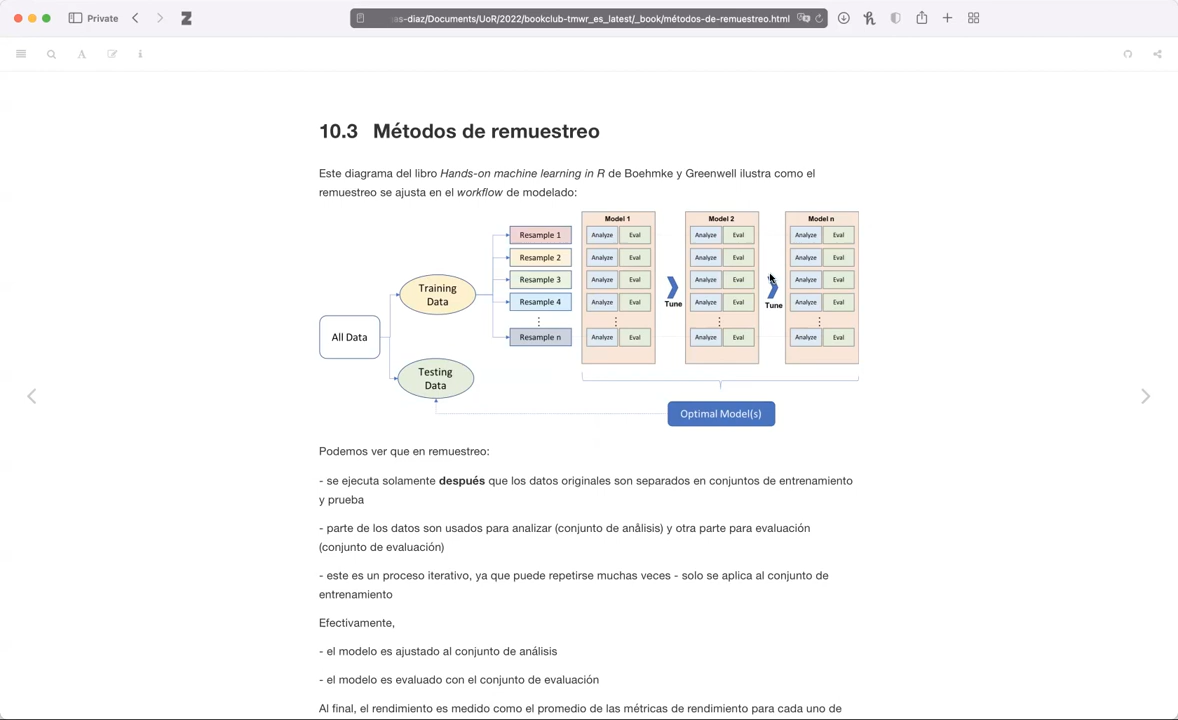 Private
as-diaz/Documents/UoR/2022/bookclub-tmwr_es_latest/_book/métodos-de-remuestreo.html
10.3 Métodos de remuestreo
Este diagrama del libro Hands-on machine learning in R de Boehmke y Greenwell ilustra como el
remuestreo se ajusta en el workflow de modelado:
Model 1 Model 2 Model n
Resample 1 Analyze Eval Analyze Eval Analyze Eval
Resample 2 Analyze Eval Analyze Eval Analyze Eval
Resample 3 Analyze Eval Analyze Eval Analyze Eval
Training
Data
Resample 4 Analyze Eval Analyze Eval Analyze Eval
Tune Tune
Resample n Analyze Eval Analyze Eval Analyze Eval
All Data
Testing
Data
Optimal Model(s)
Podemos ver que en remuestreo:
- se ejecuta solamente después que los datos originales son separados en conjuntos de entrenamiento
y prueba
- parte de los datos son usados para analizar (conjunto de anålisis) y otra parte para evaluación
(conjunto de evaluación)
- este es un proceso iterativo, ya que puede repetirse muchas veces - solo se aplica al conjunto de
entrenamiento
Efectivamente,
- el modelo es ajustado al conjunto de análisis
- el modelo es evaluado con el conjunto de evaluación
Al final, el rendimiento es medido como el promedio de las métricas de rendimiento para cada uno de